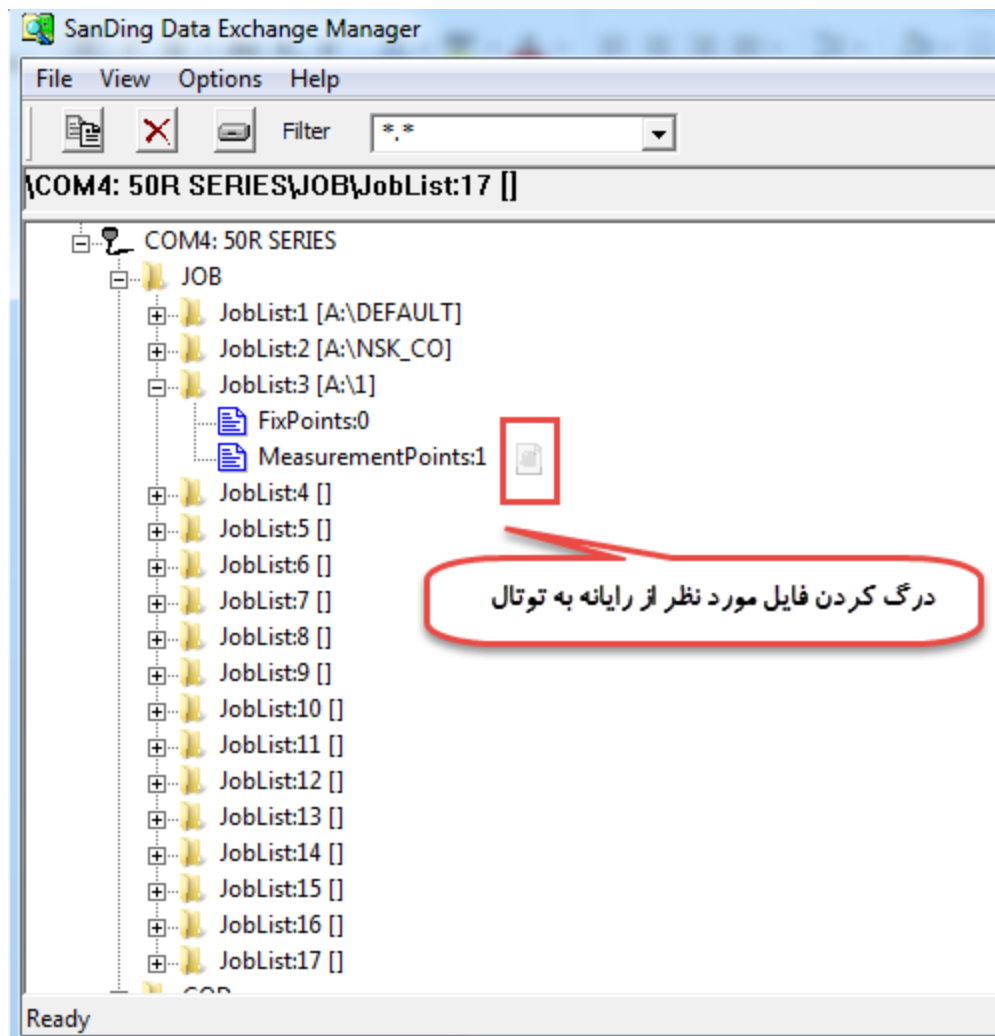 SanDing Data Exchange Manager
File View Options Help
Filter *.*
\COM4: 50R SERIES\JOB\JobList:17 []
COM4: 50R SERIES
JOB
JobList:1 [A:\DEFAULT]
JobList:2 [A:\NSK_CO]
JobList:3 [A:\1]
FixPoints:0
MeasurementPoints:1
JobList:4 []
JobList:5 []
JobList:6 []
JobList:7 []
درگ کردن فایل مورد نظر از رایانه به توتال
JobList:8 []
JobList:9 []
JobList:10 []
JobList:11 []
JobList:12 []
JobList:13 []
JobList:14 []
JobList:15 []
JobList:16 []
JobList:17 []
Ready